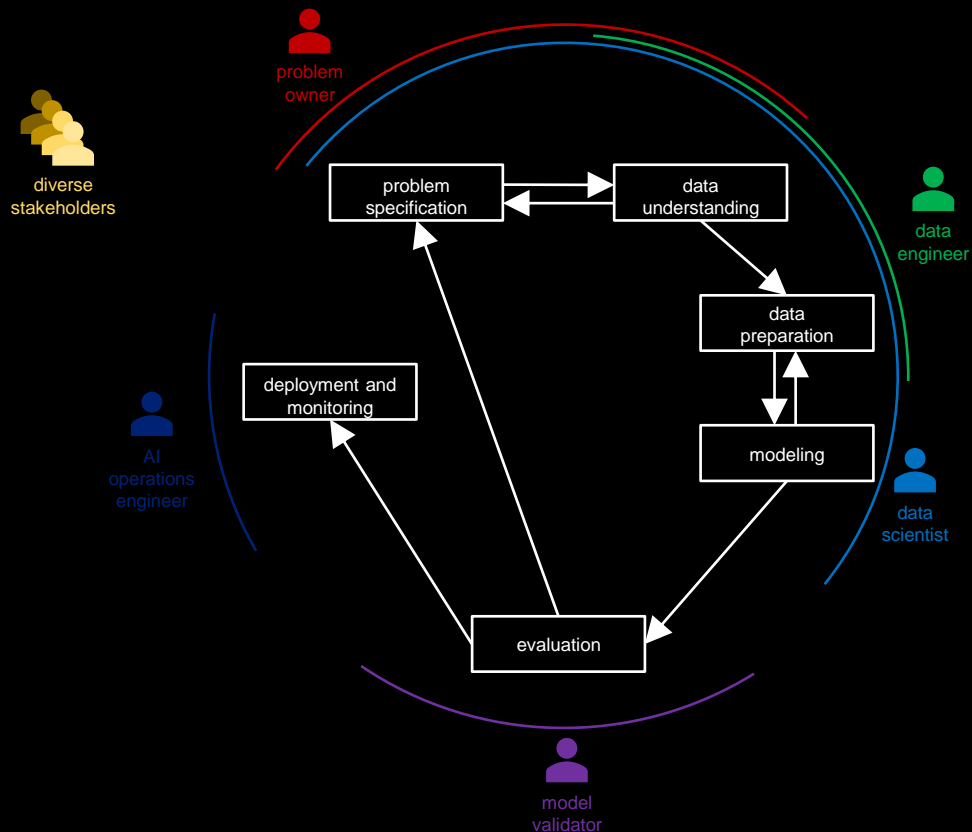 problem
owner
diverse
stakeholders
problem
specification
data
understanding
data
engineer
data
preparation
deployment and
monitoring
modeling
AI
operations
engineer
data
scientist
evaluation
model
validator